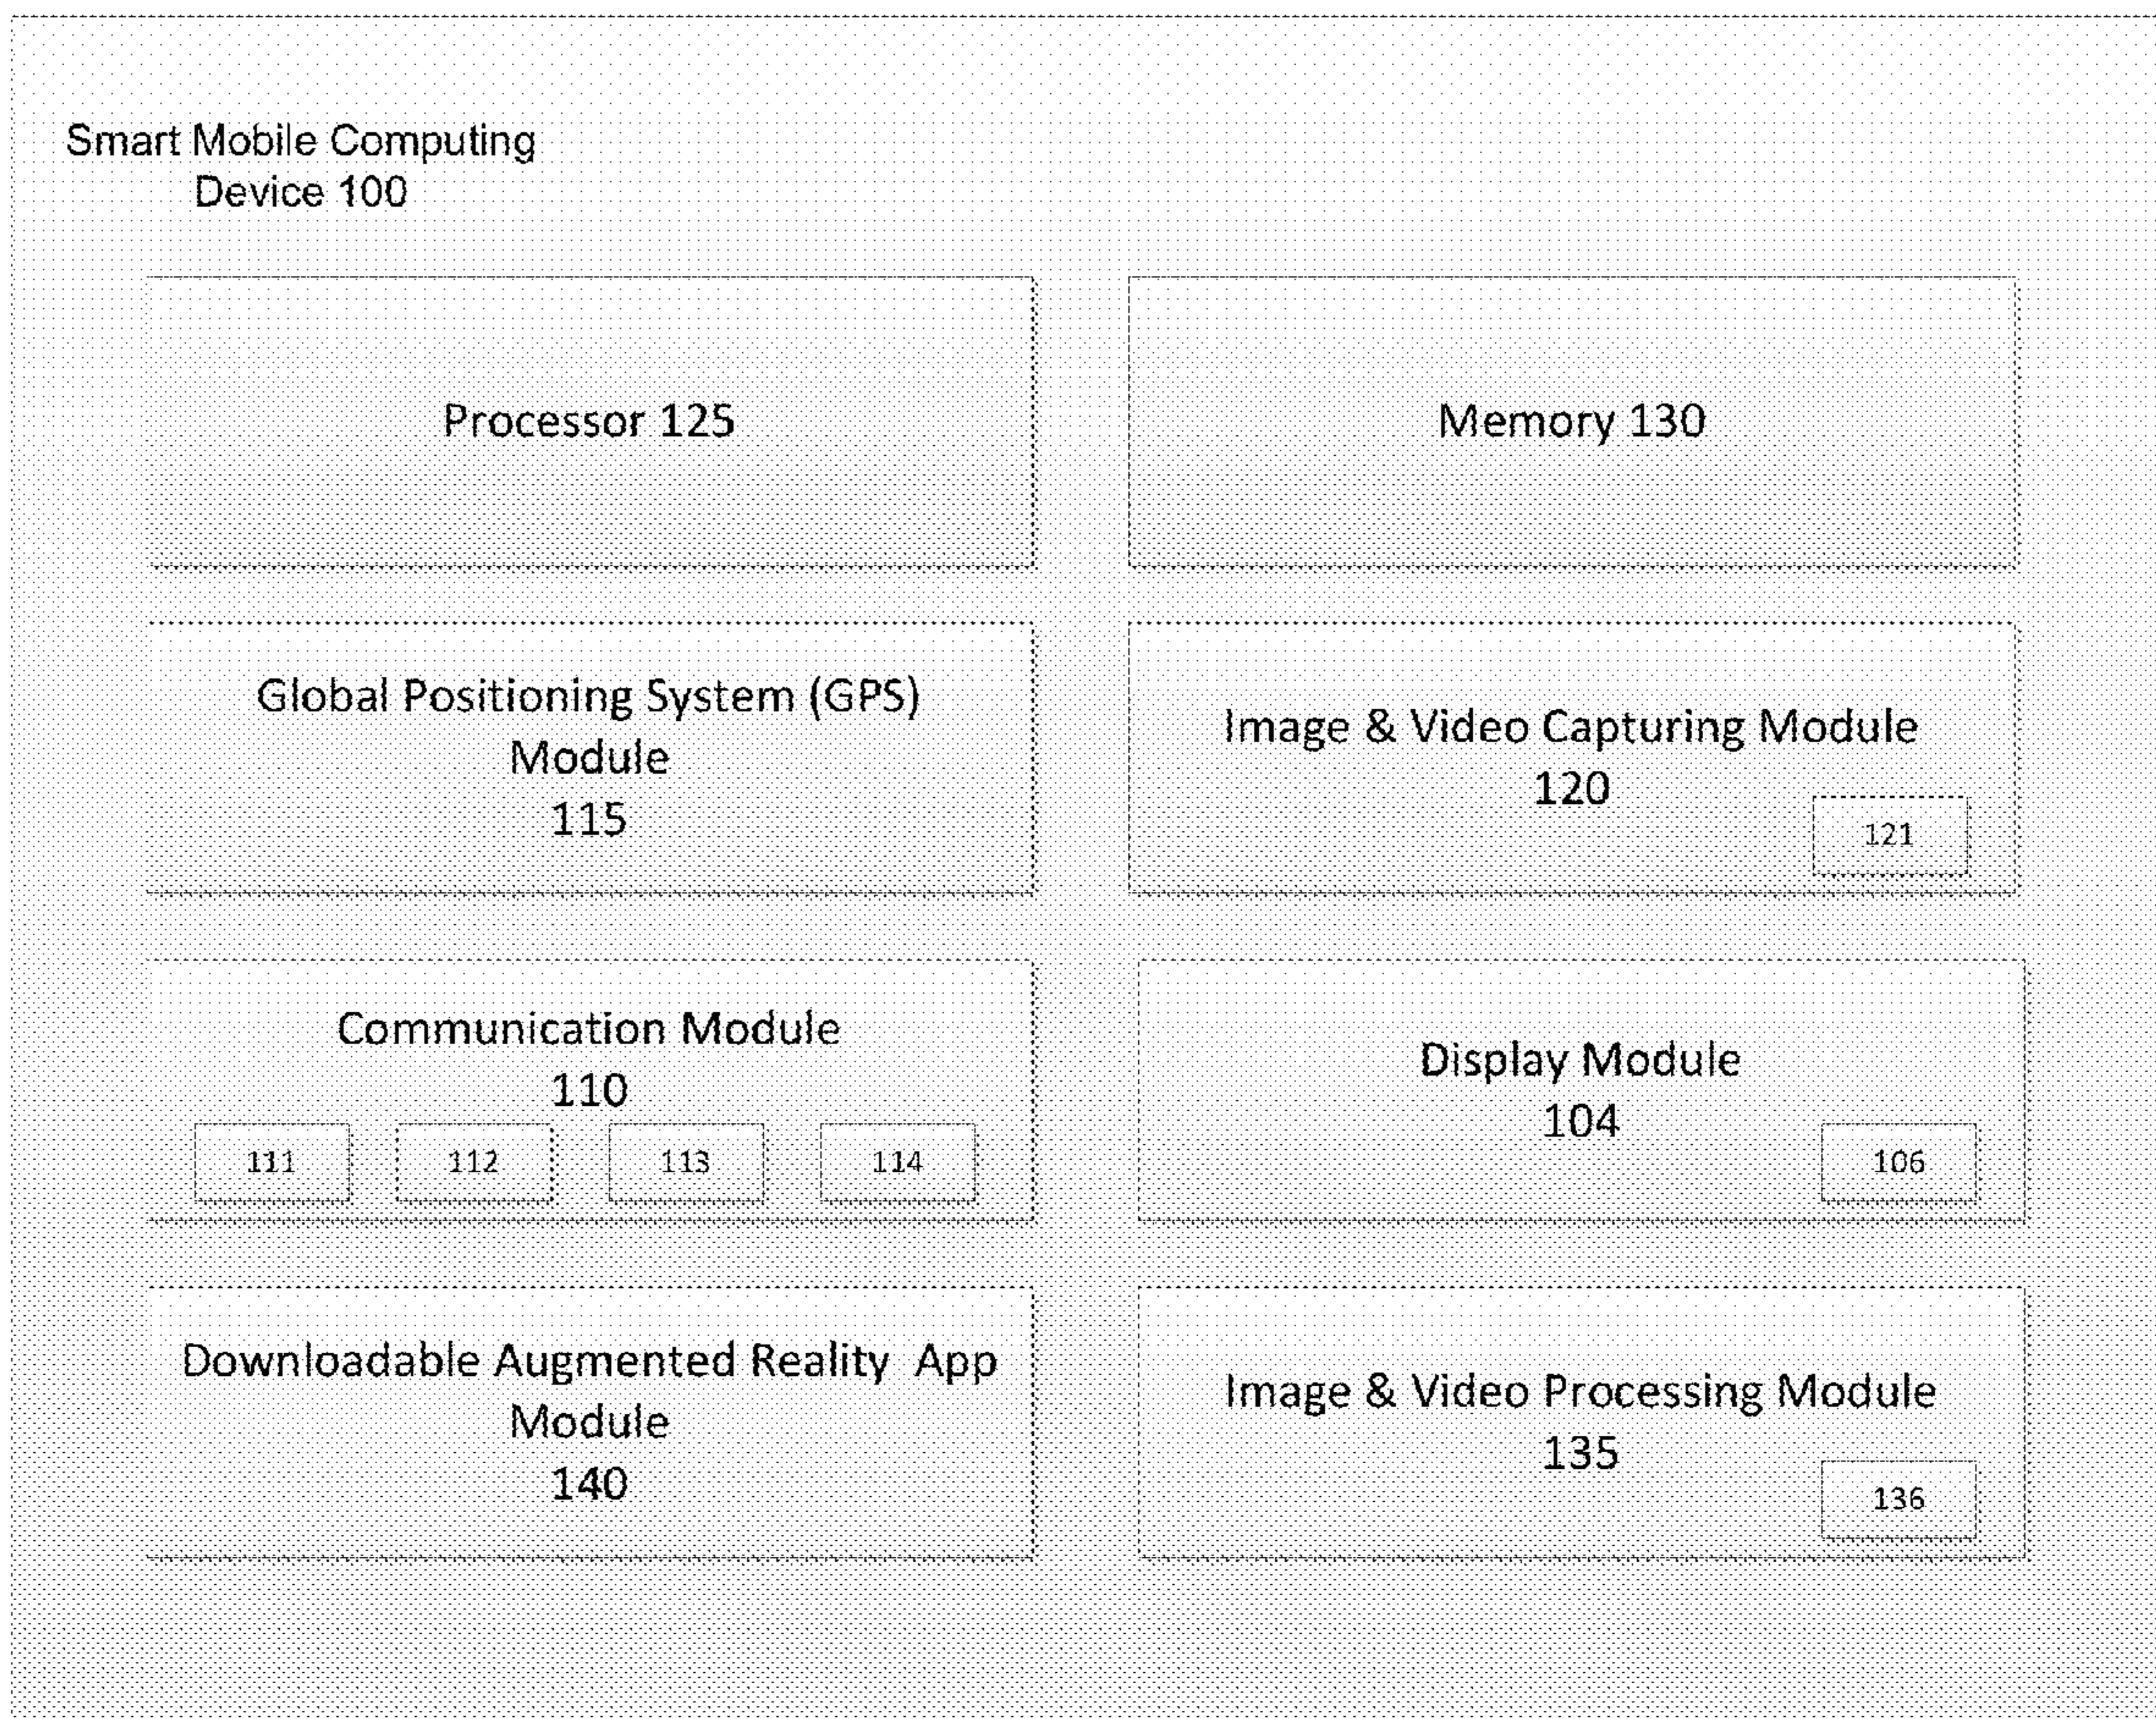 Smart Mobile Computing
Device 100
Processor 125
Memory 130
Global Positioning System (GPS)
Module
115
Image & Video Capturing Module
120
121
Communication Module
110
111
112
113
114
Display Module
104
106
Downloadable Augmented Reality App
Module
140
Image & Video Processing Module
135
136